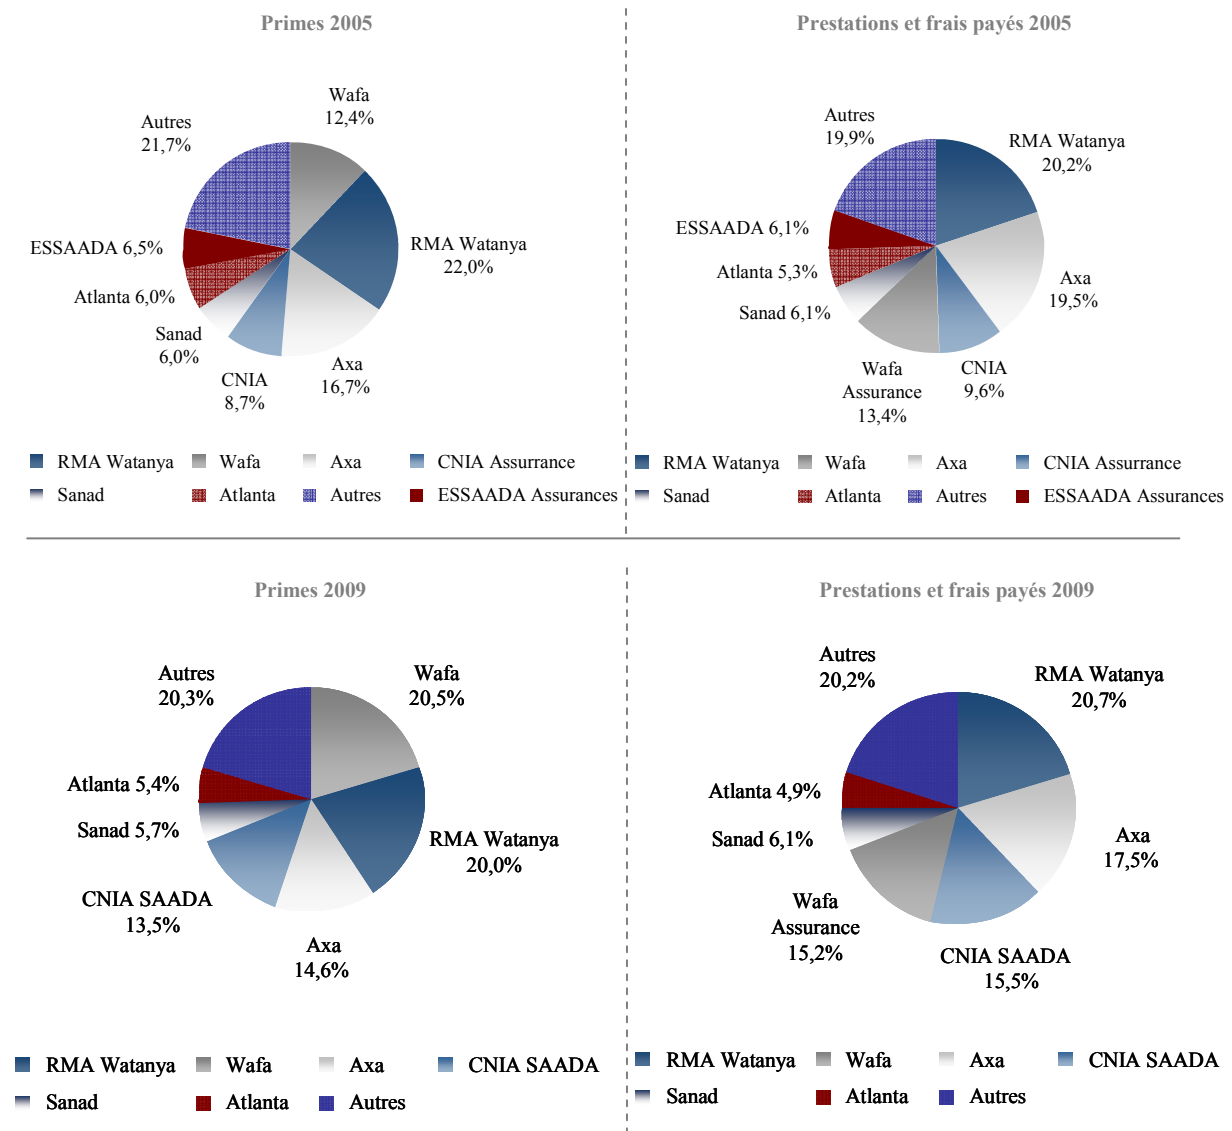 Primes 2005
Wafa
12,4%
Autres
21,7%
ESSAADA 6,5%
RMA Watanya
22,0%
Atlanta 6,0%
Sanad
6,0%
CNIA
8,7%
Axa
16,7%
RMA Watanya
Wafa
Axa
CNIA Assurrance
Sanad
Atlanta
Autres
ESSAADA Assurances
Prestations et frais payés 2005
Autres
19,9%
RMA Watanya
20,2%
ESSAADA 6,1%
Atlanta 5,3%
Axa
19,5%
Sanad 6,1%
Wafa
Assurance
13,4%
CNIA
9,6%
RMA Watanya
Wafa
Axa
CNIA Assurrance
Sanad
Atlanta
Autres
ESSAADA Assurances
Primes 2009
Autres
20,3%
Wafa
20,5%
Atlanta 5,4%
Sanad 5,7%
RMA Watanya
20,0%
CNIA SAADA
13,5%
Axa
14,6%
RMA Watanya
Wafa
Axa
CNIA SAADA
Sanad
Atlanta
Autres
Prestations et frais payés 2009
Autres
20,2%
RMA Watanya
20,7%
Atlanta 4,9%
Sanad 6,1%
Axa
17,5%
Wafa
Assurance
15,2%
CNIA SAADA
15,5%
RMA Watanya
Wafa
Axa
CNIA SAADA
Sanad
Atlanta
Autres